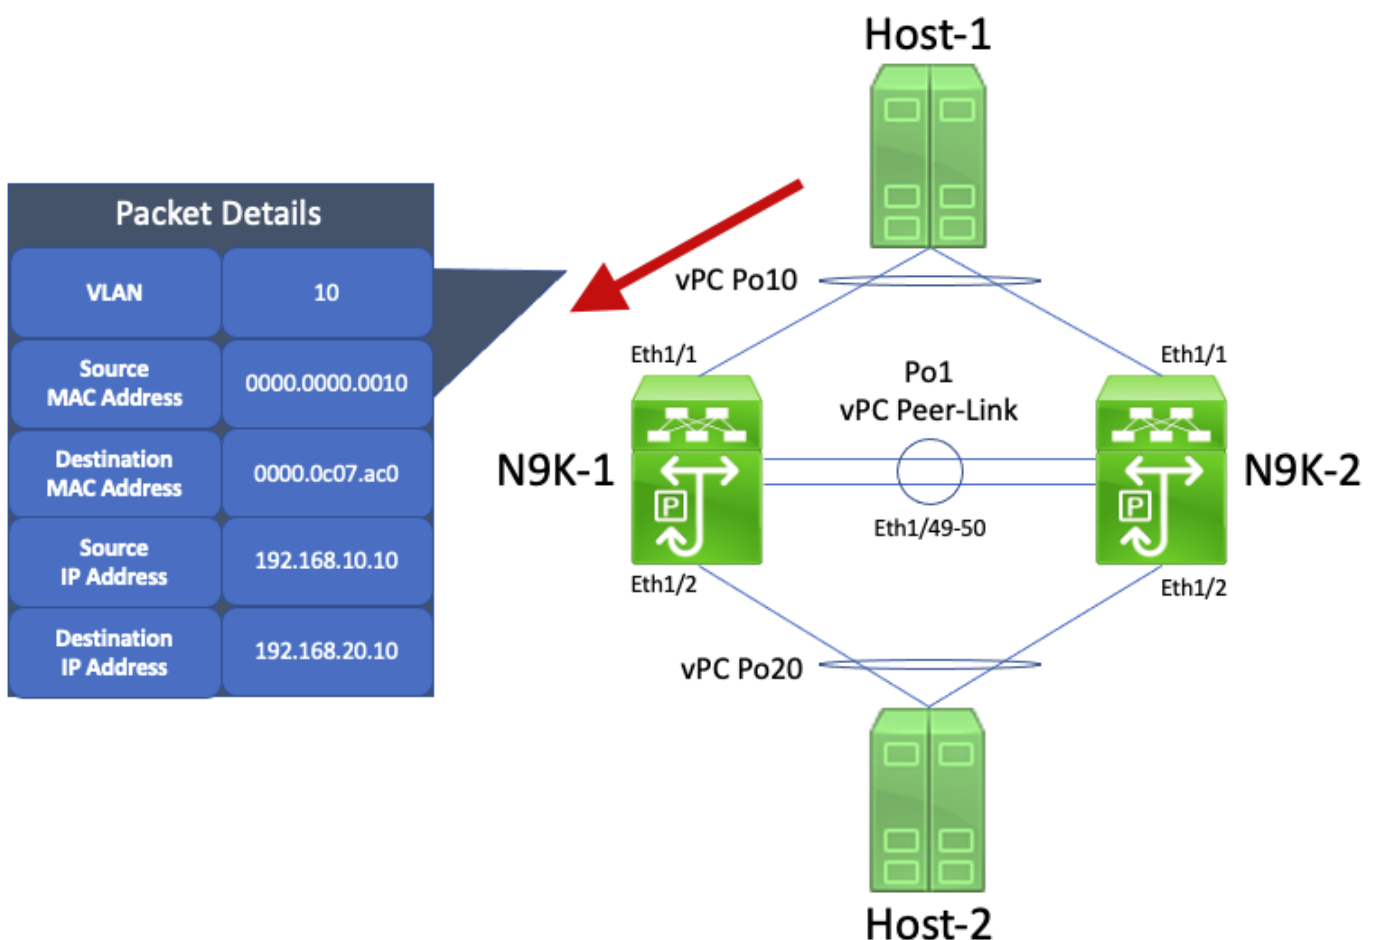 Host-1
Packet Details
VLAN 10
Source
MAC Address
0000.0000.0010
Destination
MAC Address
0000.0c07.ac0
Source
IP Address
192.168.10.10
Destination
IP Address
192.168.20.10
vPC Po10
Eth1/1
Eth1/1
Po1
vPC Peer-Link
N9K-1
P
P
N9K-2
Eth1/49-50
Eth1/2
Eth1/2
vPC Po20
Host-2